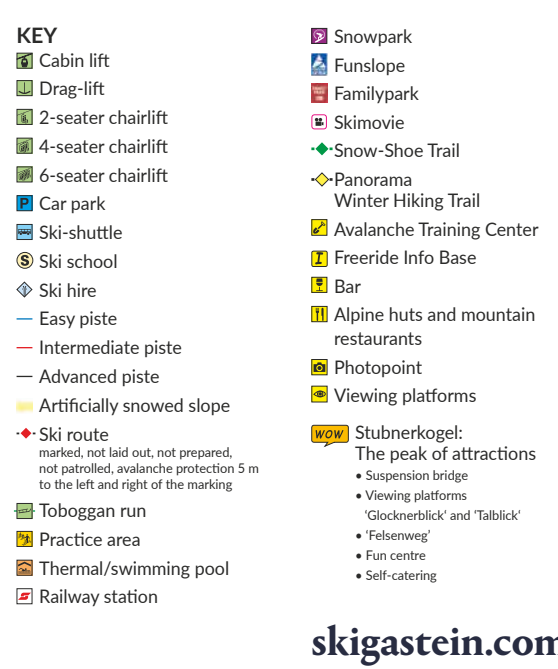 KEY
Cabin lift
Drag-lift
2-seater chairlift
4-seater chairlift
6-seater chairlift
P Car park
Ski-shuttle
S Ski school
Ski hire
Easy piste
Intermediate piste
Advanced piste
Artificially snowed slope
Ski route
marked, not laid out, not prepared,
not patrolled, avalanche protection 5 m
to the left and right of the marking
Toboggan run
Practice area
Thermal/swimming pool
Railway station
Snowpark
Funslope
Familypark
Skimovie
Snow-Shoe Trail
Panorama
Winter Hiking Trail
Avalanche Training Center
I Freeride Info Base
Bar
Alpine huts and mountain
restaurants
Photopoint
Viewing platforms
WOW Stubnerkogel:
The peak of attractions
• Suspension bridge
• Viewing platforms
'Glocknerblick' and 'Talblick'
• 'Felsenweg'
• Fun centre
• Self-catering
skigastein.com